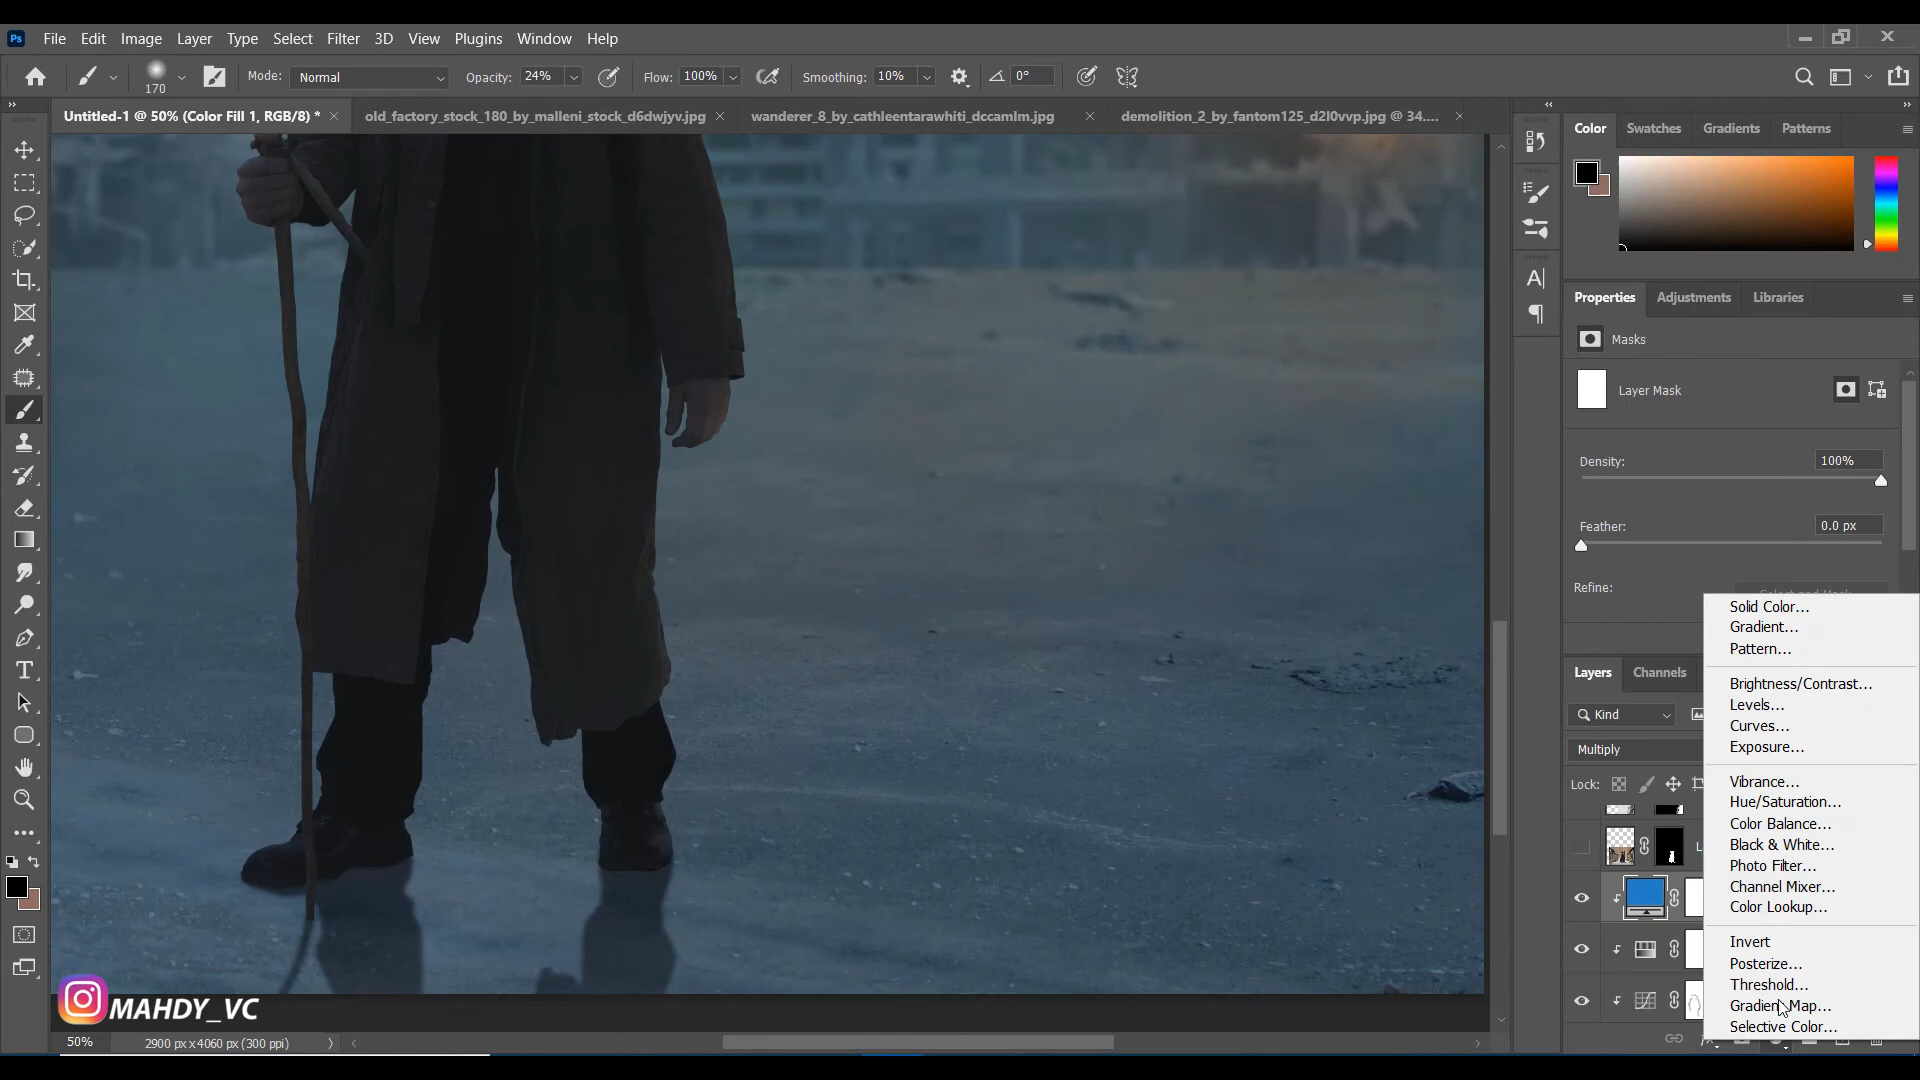 Ps File Edit Image Layer Type Select Filter 3D View Plugins Window Help
170 Mode: Normal Opacity: 24% Flow: 100% Smoothing: 10% 0°
Untitled-1 @ 50% (Color Fill 1, RGB/8) * old_factory_stock_180_by_malleni_stock_d6dwjyv.jpg wanderer_8_by_cathleentarawhiti_dccamlm.jpg demolition_2_by_fantom125_d2l0vvp.jpg @ 34....
Color Swatches Gradients Patterns
Properties Adjustments Libraries
Masks
Layer Mask
Density: 100%
Feather: 0.0 px
Refine:
Solid Color...
Gradient...
Pattern...
Brightness/Contrast...
Levels...
Curves...
Exposure...
Vibrance...
Hue/Saturation...
Color Balance...
Black & White...
Photo Filter...
Channel Mixer...
Color Lookup...
Invert
Posterize...
Threshold...
Gradient Map...
Selective Color...
Layers Channels
Kind
Multiply
Lock:
MAHDY_VC
50% 2900 px x 4060 px (300 ppi)